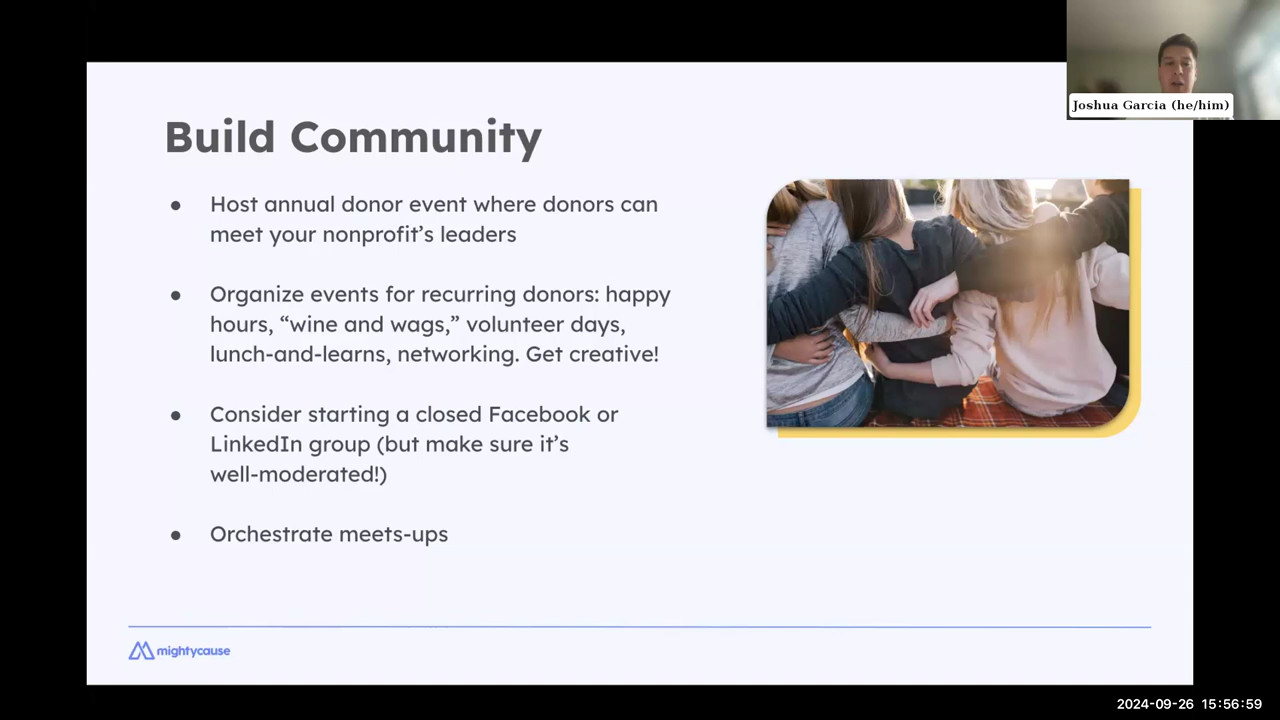 Joshua Garcia (he/him)
Build Community
● Host annual donor event where donors can
meet your nonprofit’s leaders
● Organize events for recurring donors: happy
hours, “wine and wags,” volunteer days,
lunch-and-learns, networking. Get creative!
● Consider starting a closed Facebook or
LinkedIn group (but make sure it’s
well-moderated!)
● Orchestrate meets-ups
mightycause
2024-09-26 15:56:59